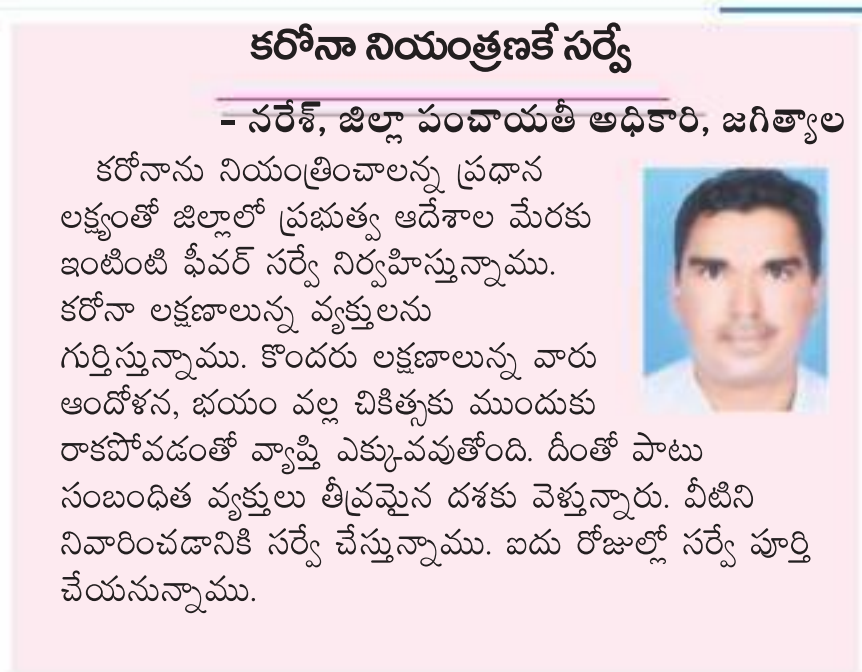 కరోనా నియంత్రణకే సర్వే
- నరేశ్, జిల్లా పంచాయతీ అధికారి, జగిత్యాల
కరోనాను నియంత్రించాలన్న ప్రధాన
లక్ష్యంతో జిల్లాలో ప్రభుత్వ ఆదేశాల మేరకు
ఇంటింటి ఫీవర్ సర్వే నిర్వహిస్తున్నాము.
కరోనా లక్షణాలున్న వ్యక్తులను
గుర్తిస్తున్నాము. కొందరు లక్షణాలున్న వారు
ఆందోళన, భయం వల్ల చికిత్సకు ముందుకు
రాకపోవడంతో వ్యాప్తి ఎక్కువవుతోంది. దీంతో పాటు
సంబంధిత వ్యక్తులు తీవ్రమైన దశకు వెళ్తున్నారు. వీటిని
నివారించడానికి సర్వే చేస్తున్నాము. ఐదు రోజుల్లో సర్వే పూర్తి
చేయనున్నాము.